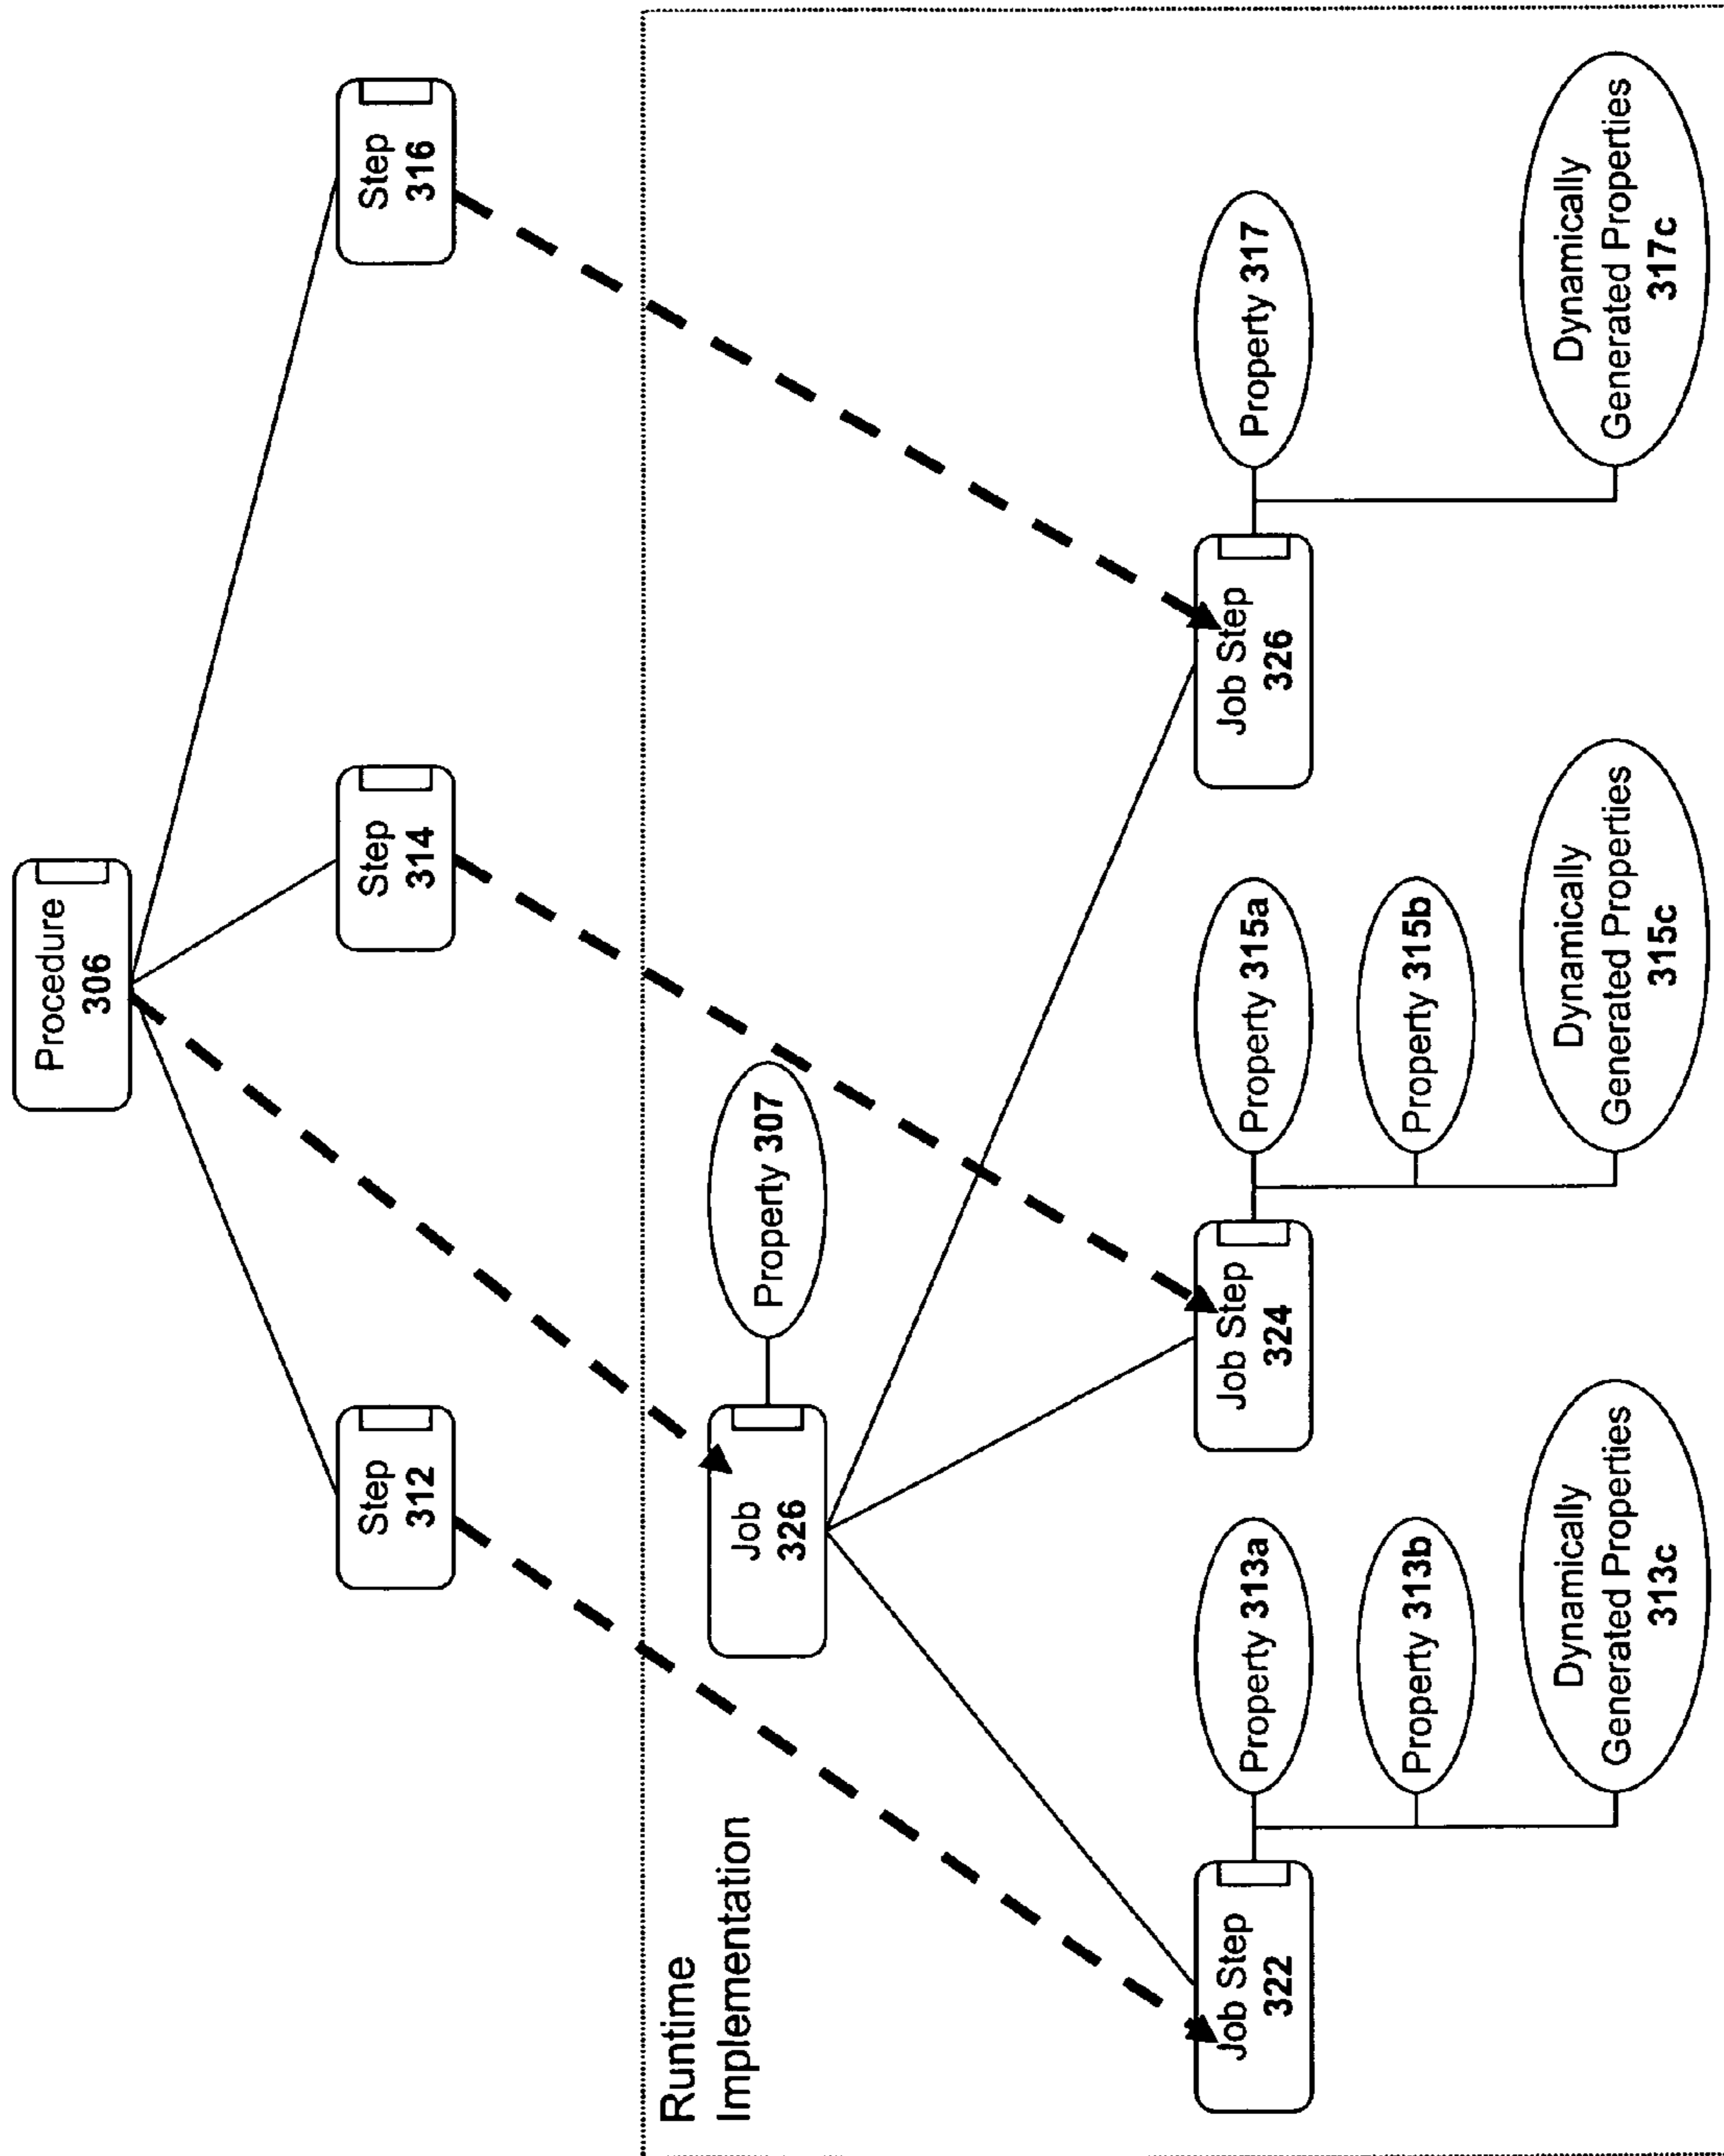 Procedure
306
Step
312
Step
314
Step
316
Runtime
Implementation
Job
326
Property 307
Job Step
322
Property 313a
Property 313b
Dynamically
Generated Properties
313c
Job Step
324
Property 315a
Property 315b
Dynamically
Generated Properties
315c
Job Step
326
Property 317
Dynamically
Generated Properties
317c